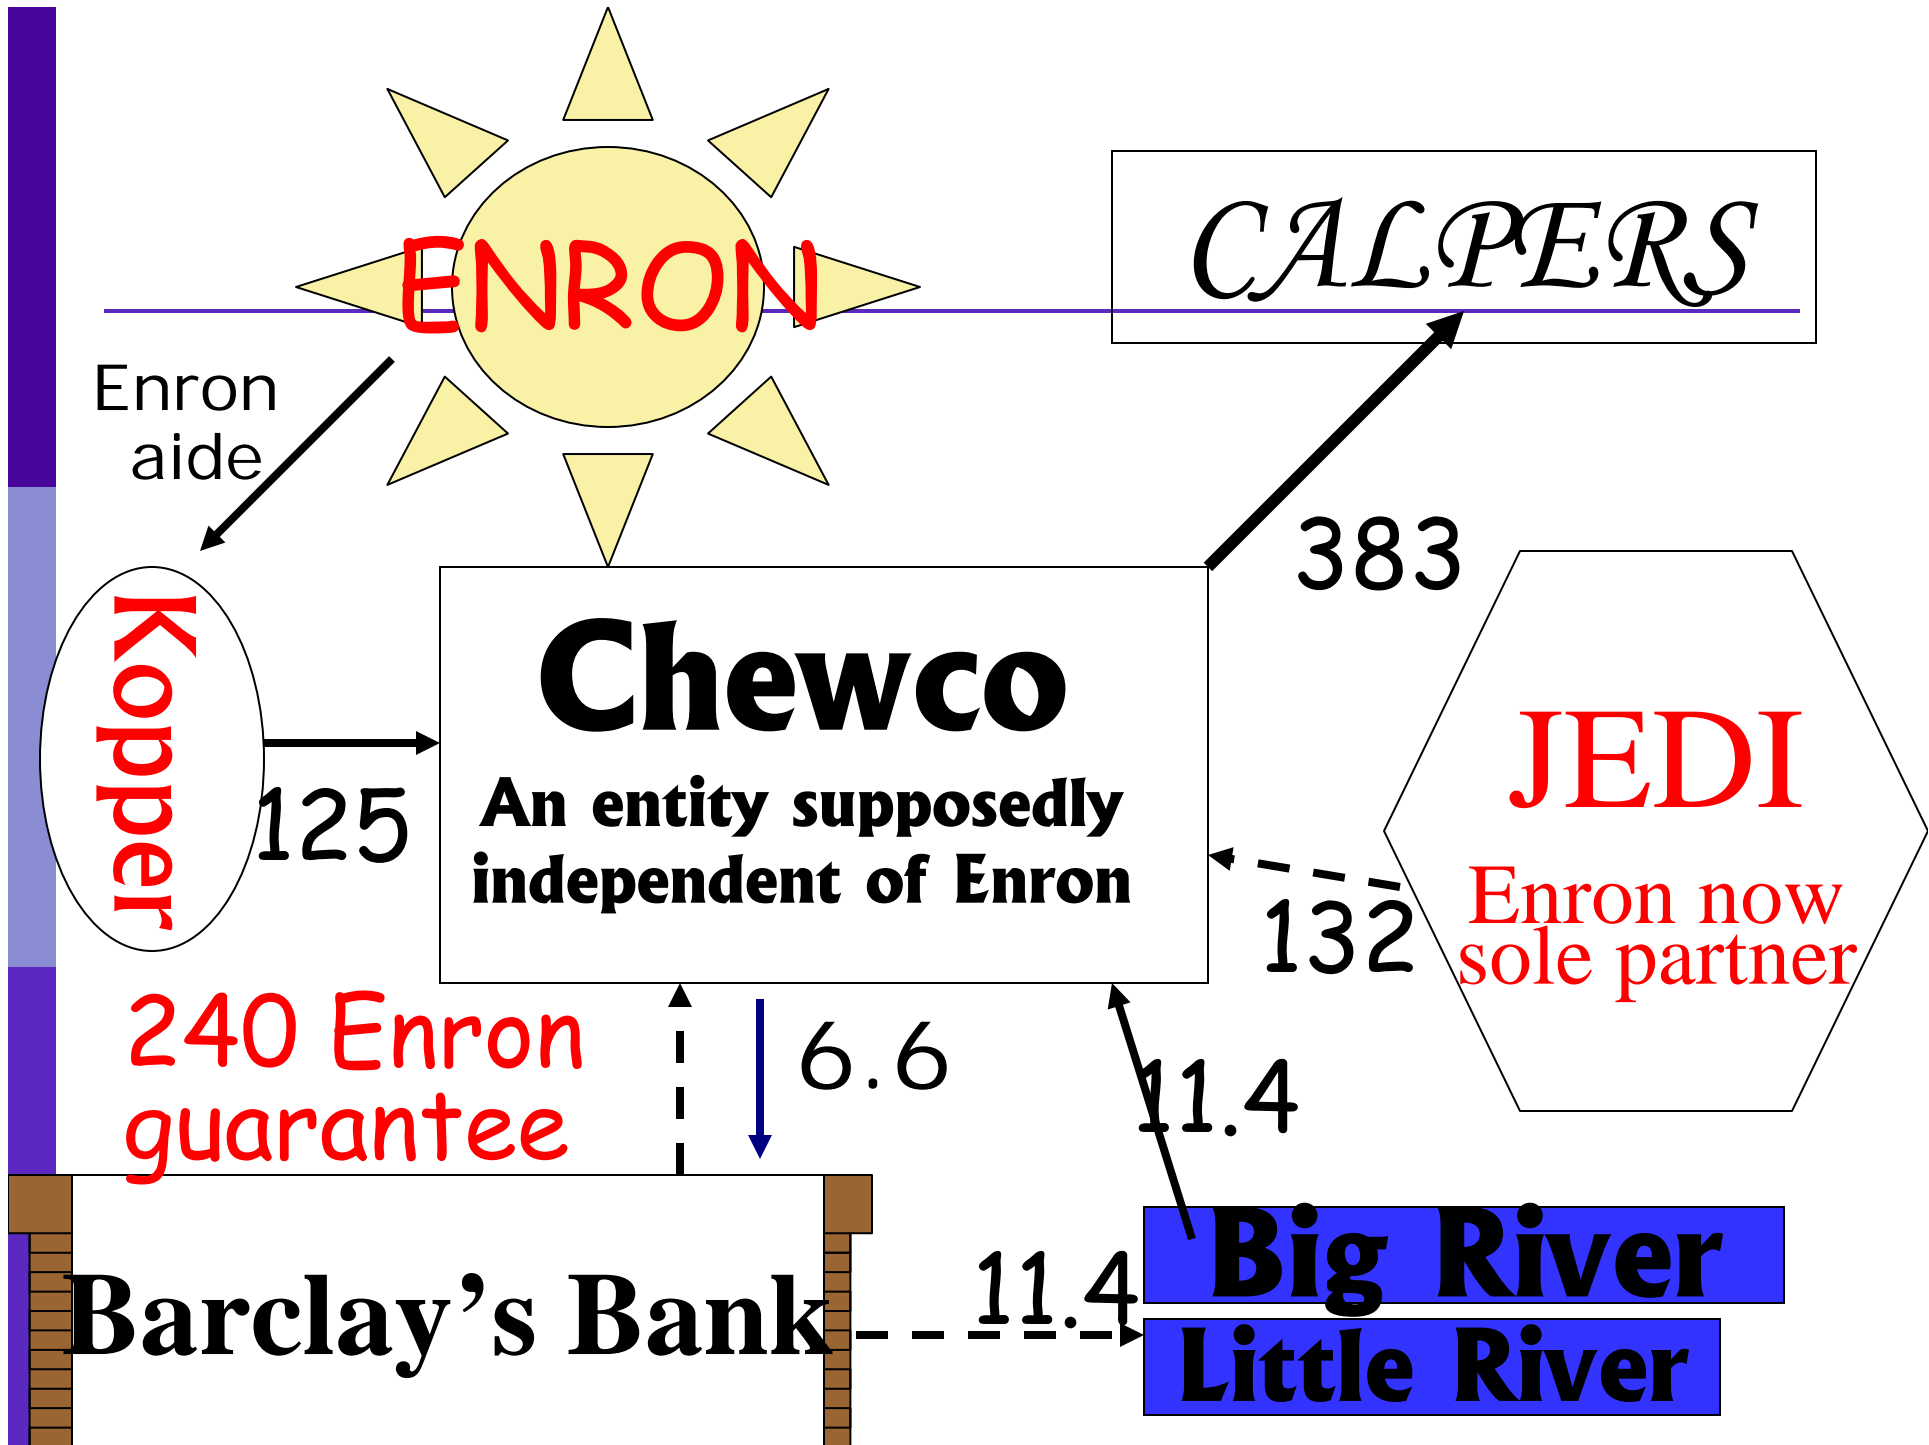 ENRON
CALPERS
Enron
aide
383
Kopper
Chewco
An entity supposedly
independent of Enron
125
JEDI
Enron now
sole partner
132
240 Enron
guarantee
6.6
11.4
Big River
Barclay’s Bank
11.4
Little River